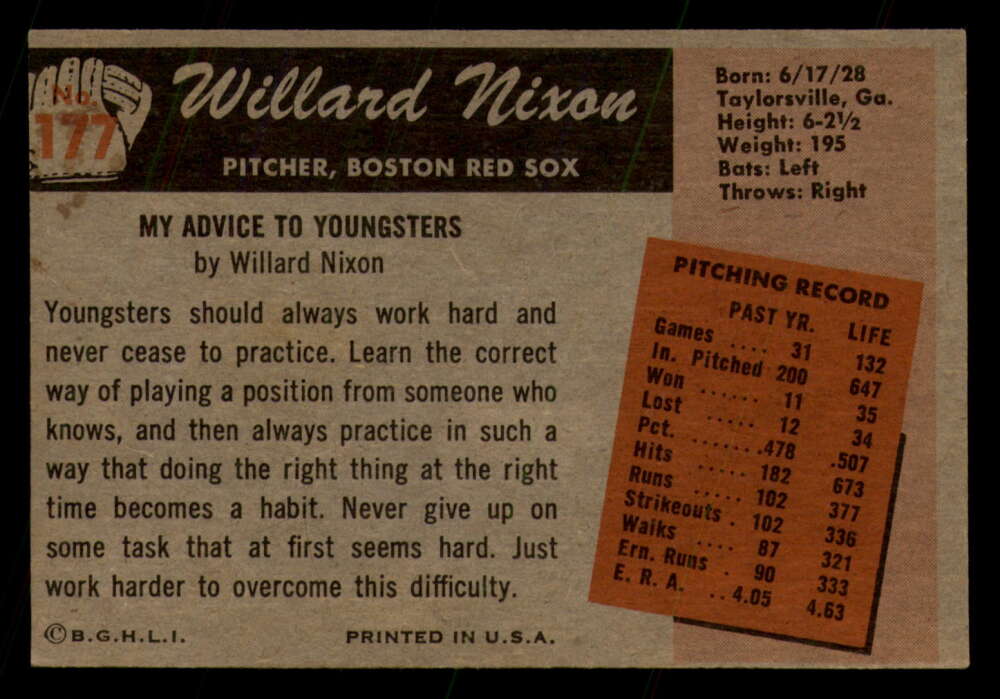 No.
177
Willard Nixon
PITCHER, BOSTON RED SOX
Born: 6/17/28
Taylorsville, Ga.
Height: 6-2½
Weight: 195
Bats: Left
Throws: Right
MY ADVICE TO YOUNGSTERS
by Willard Nixon
Youngsters should always work hard and
never cease to practice. Learn the correct
way of playing a position from someone who
knows, and then always practice in such a
way that doing the right thing at the right
time becomes a habit. Never give up on
some task that at first seems hard. Just
work harder to overcome this difficulty.
©B.G.H.L.I. PRINTED IN U.S.A.
PITCHING RECORD
PAST YR. LIFE
Games .... 31 132
In. Pitched 200 647
Won ...... 11 35
Lost ..... 12 34
Pct. .......478 .507
Hits ..... 182 673
Runs ..... 102 377
Strikeouts . 102 336
Walks .... 87 321
Ern. Runs . 90 333
E. R. A. ..4.05 4.63